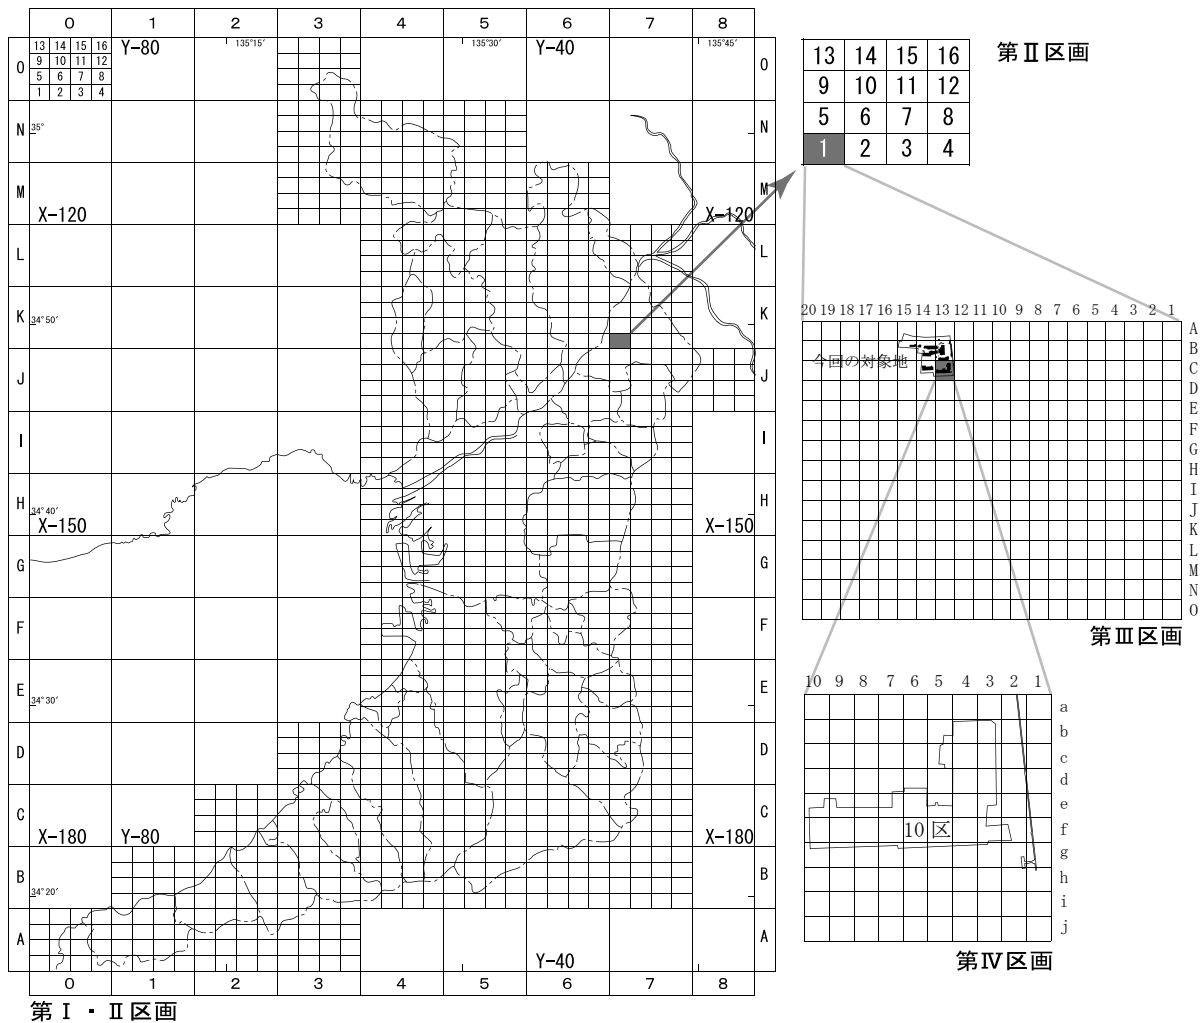 0 1 2 3 4 5 6 7 8
13 14 15 16
9 10 11 12
5 6 7 8
1 2 3 4
Y-80
135°15′
135°30′
Y-40
135°45′
O
N
M
L
K
J
I
H
G
F
E
D
C
B
A
35°
X-120
34°50′
34°40′
X-150
34°30′
X-180
Y-80
34°20′
O
N
M
X-120
L
K
J
I
H
X-150
G
F
E
D
C
X-180
B
A
Y-40
0 1 2 3 4 5 6 7 8
第Ⅰ・Ⅱ区画
13 14 15 16
9 10 11 12
5 6 7 8
1 2 3 4
第Ⅱ区画
20 19 18 17 16 15 14 13 12 11 10 9 8 7 6 5 4 3 2 1
A
B
C
D
E
F
G
H
I
J
K
L
M
N
O
今回の対象地
第Ⅲ区画
10 9 8 7 6 5 4 3 2 1
a
b
c
d
e
f
g
h
i
j
10区
第Ⅳ区画